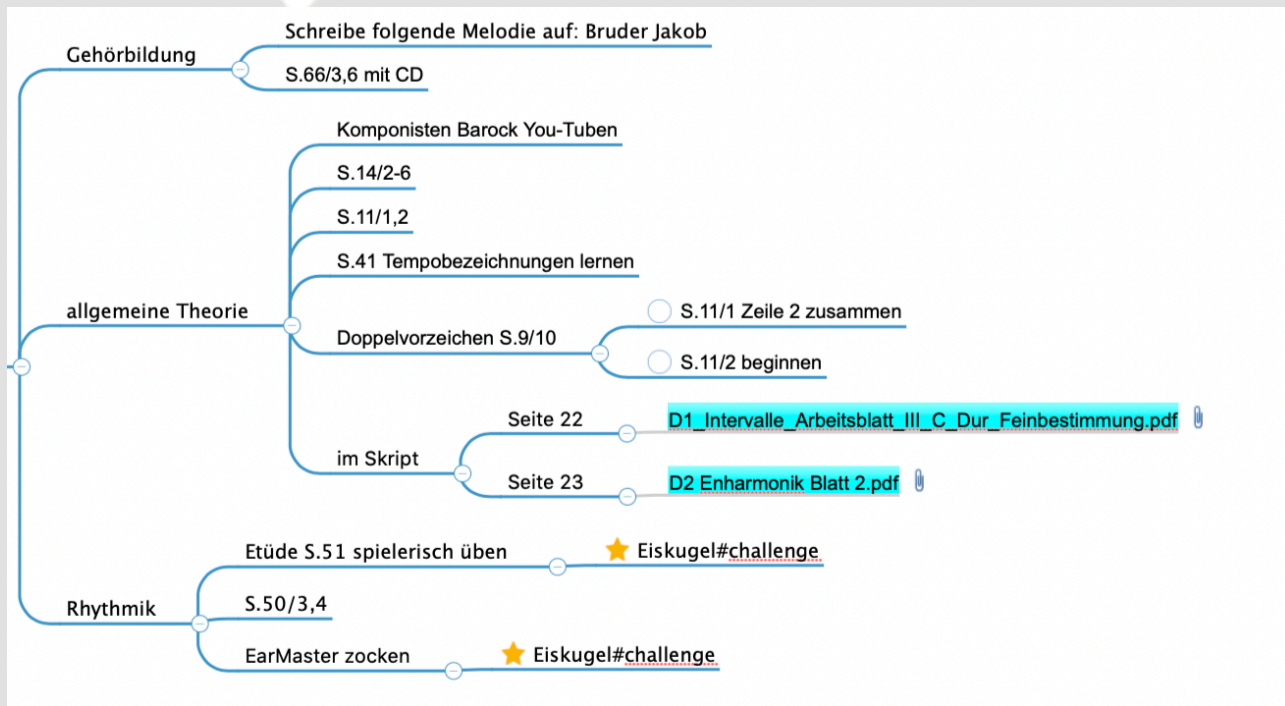 Gehörbildung
Schreibe folgende Melodie auf: Bruder Jakob
S.66/3,6 mit CD
allgemeine Theorie
Komponisten Barock You-Tuben
S.14/2-6
S.11/1,2
S.41 Tempobezeichnungen lernen
Doppelvorzeichen S.9/10
S.11/1 Zeile 2 zusammen
S.11/2 beginnen
im Skript
Seite 22
D1_Intervalle_Arbeitsblatt_III_C_Dur_Feinbestimmung.pdf
Seite 23
D2 Enharmonik Blatt 2.pdf
Rhythmik
Etüde S.51 spielerisch üben
Eiskugel#challenge
S.50/3,4
EarMaster zocken
Eiskugel#challenge